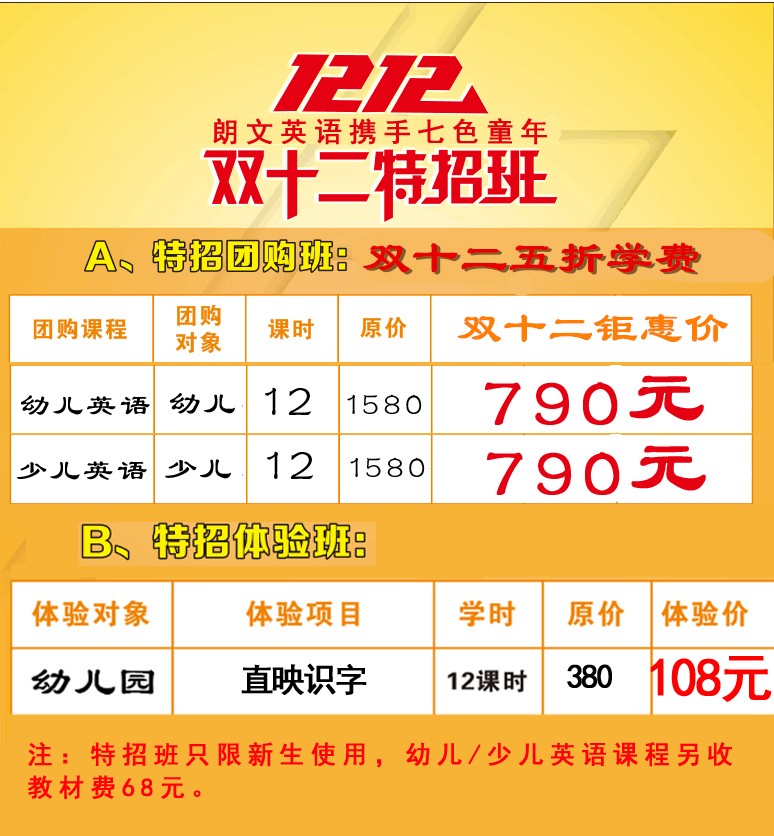 1212
朗文英语携手七色童年
双十二特招班
A、特招团购班：双十二五折学费
团购课程 团购对象 课时 原价 双十二钜惠价
幼儿英语 幼儿 12 1580 790元
少儿英语 少儿 12 1580 790元
B、特招体验班：
体验对象 体验项目 学时 原价 体验价
幼儿园 直映识字 12课时 380 108元
注：特招班只限新生使用，幼儿/少儿英语课程另收
教材费68元。